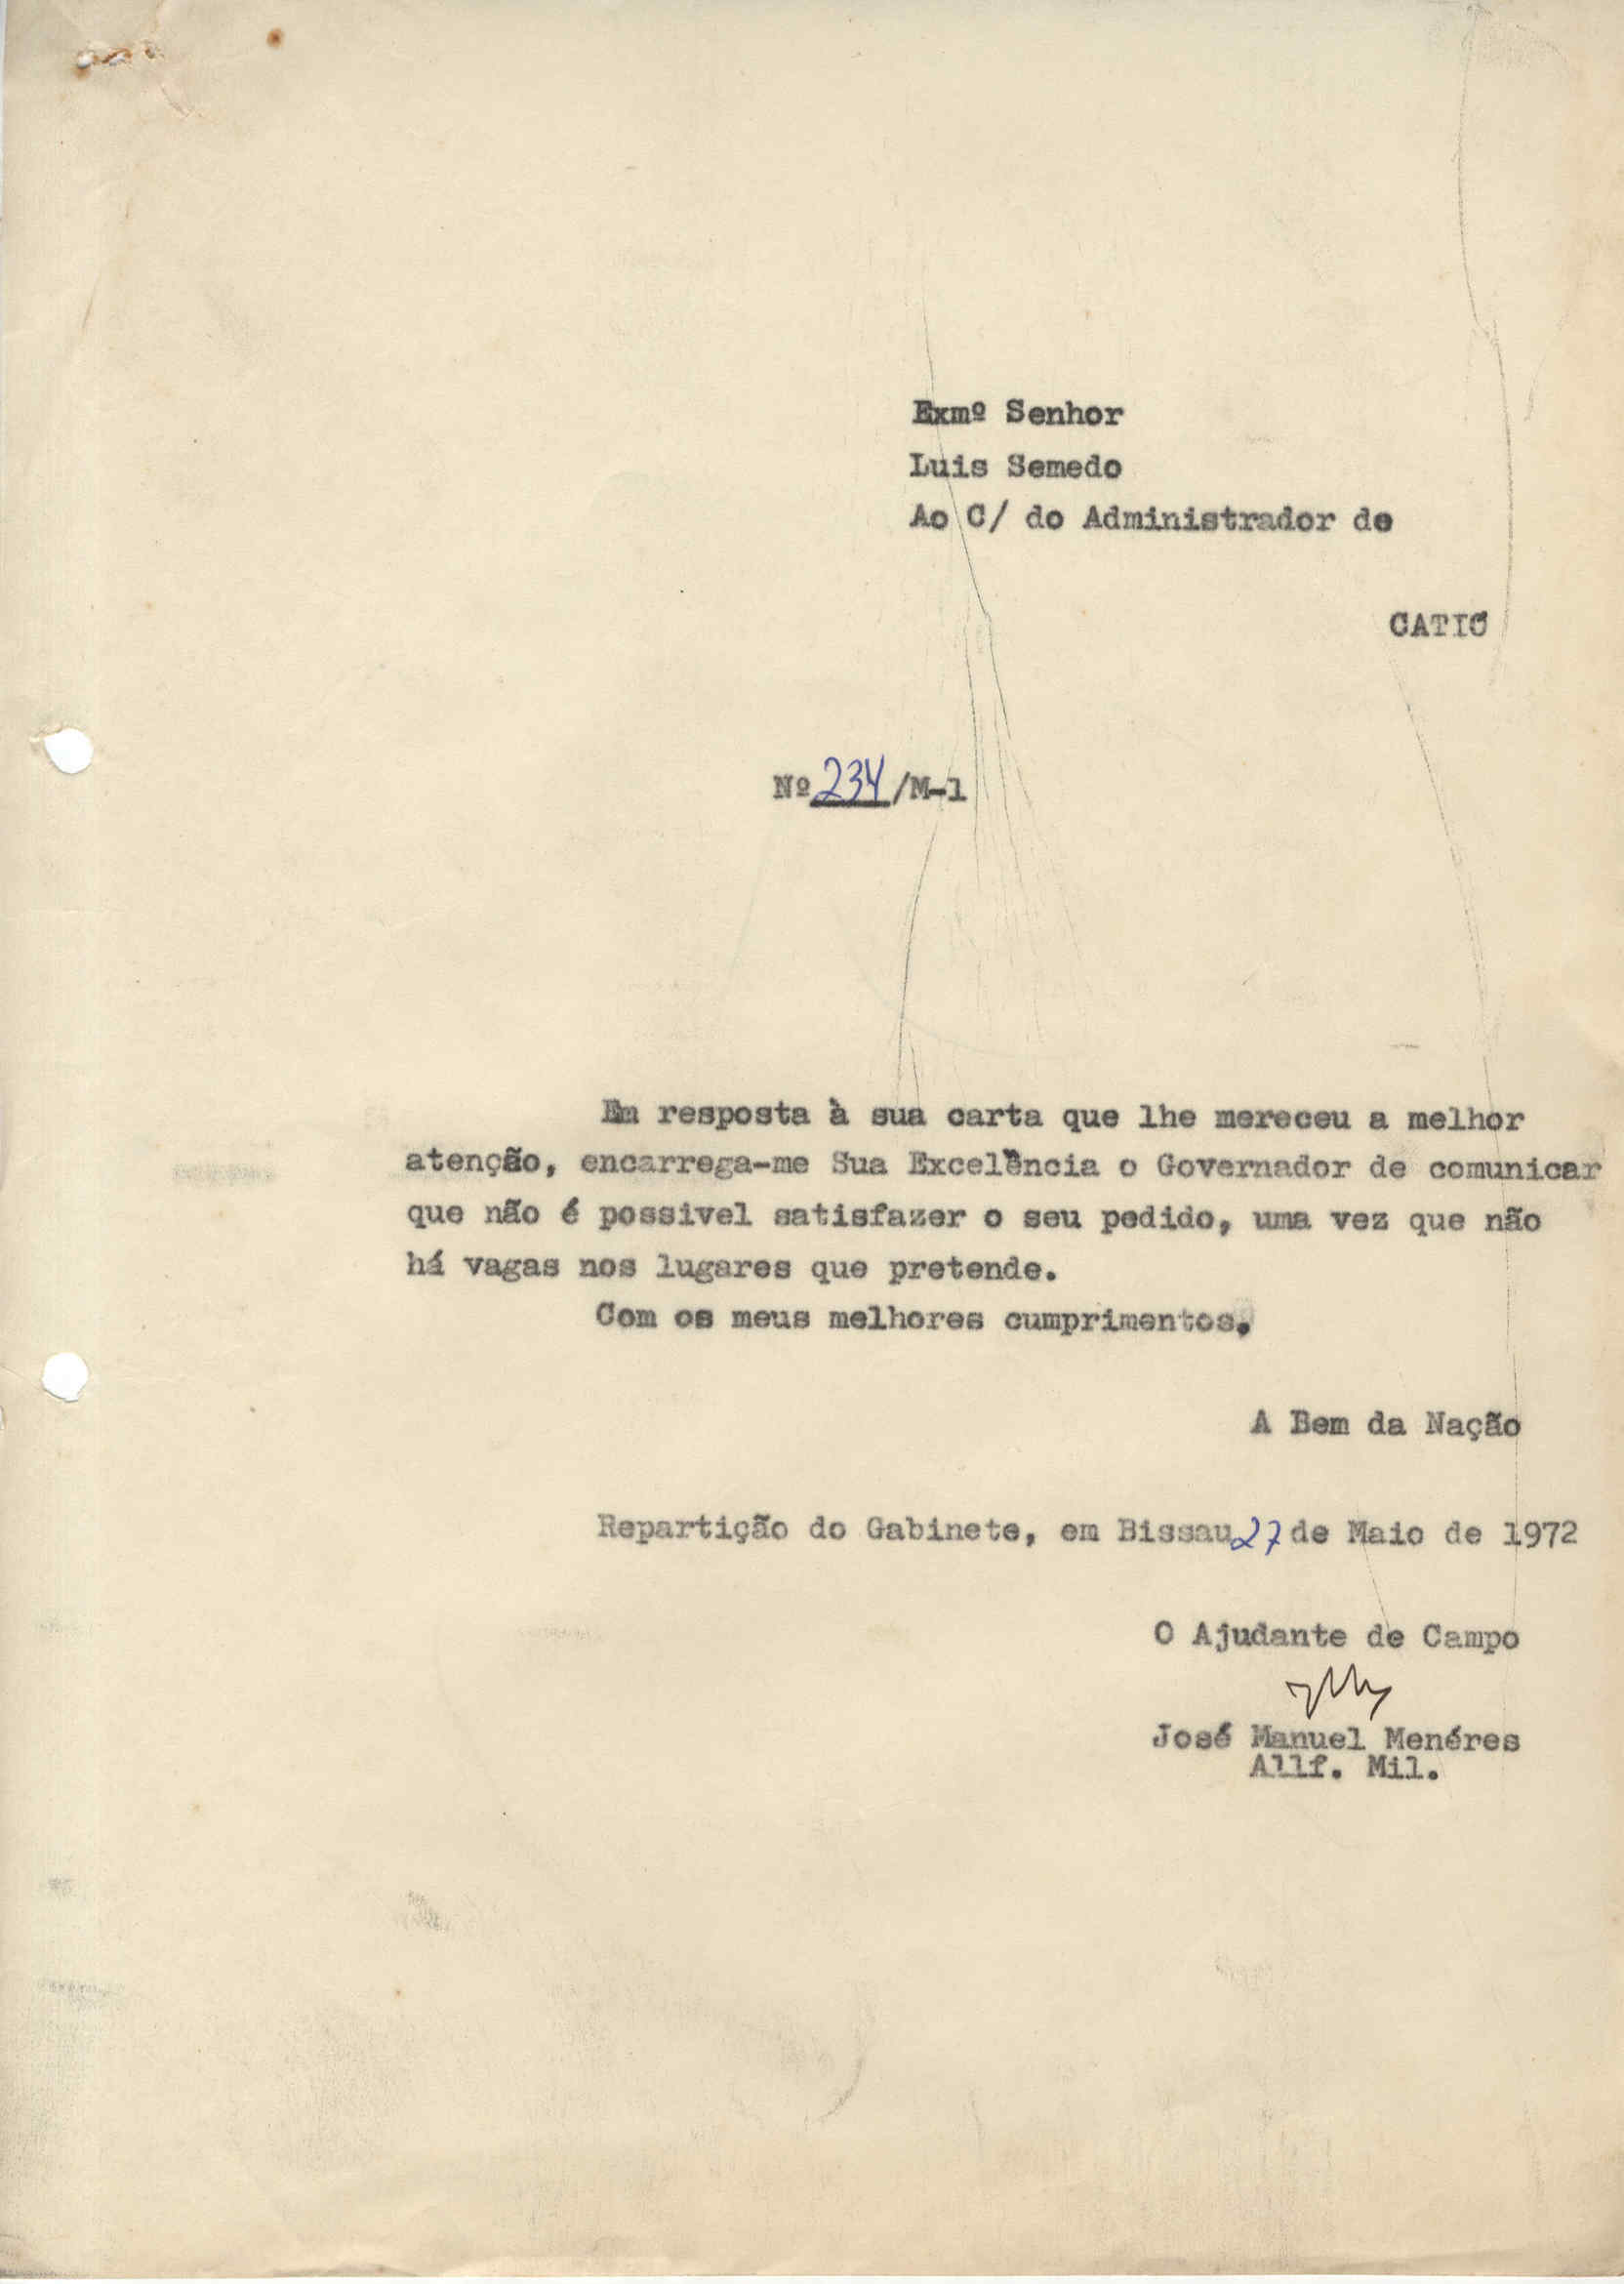 Exmº Senhor
Luis Semedo
Ao C/ do Administrador de
CATIÓ
Nº 234/M-1
Em resposta à sua carta que lhe mereceu a melhor
atenção, encarrega-me Sua Excelência o Governador de comunicar
que não é possivel satisfazer o seu pedido, uma vez que não
há vagas nos lugares que pretende.
Com os meus melhores cumprimentos.
A Bem da Nação
Repartição do Gabinete, em Bissau 27 de Maio de 1972
O Ajudante de Campo
José Manuel Menéres
Allf. Mil.